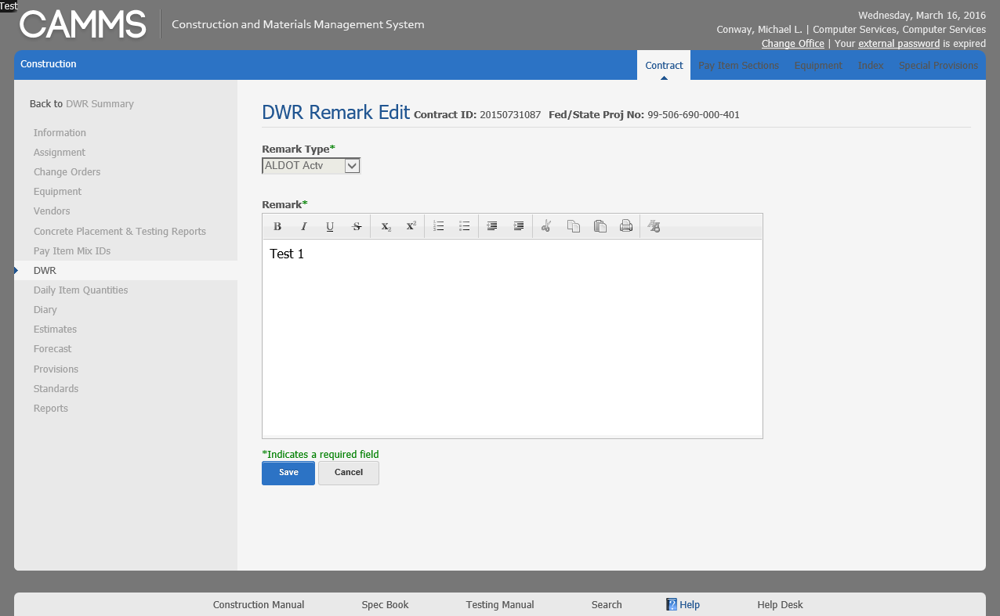 Test
CAMMS
Construction and Materials Management System
Wednesday, March 16, 2016
Conway, Michael L. | Computer Services, Computer Services
Change Office | Your external password is expired
Construction
Contract Pay Item Sections Equipment Index Special Provisions
Back to DWR Summary
Information
Assignment
Change Orders
Equipment
Vendors
Concrete Placement & Testing Reports
Pay Item Mix IDs
DWR
Daily Item Quantities
Diary
Estimates
Forecast
Provisions
Standards
Reports
DWR Remark Edit Contract ID: 20150731087 Fed/State Proj No: 99-506-690-000-401
Remark Type*
ALDOT Actv
Remark*
B I U S x₂ x²
Test 1
*Indicates a required field
Save Cancel
Construction Manual Spec Book Testing Manual Search Help Help Desk